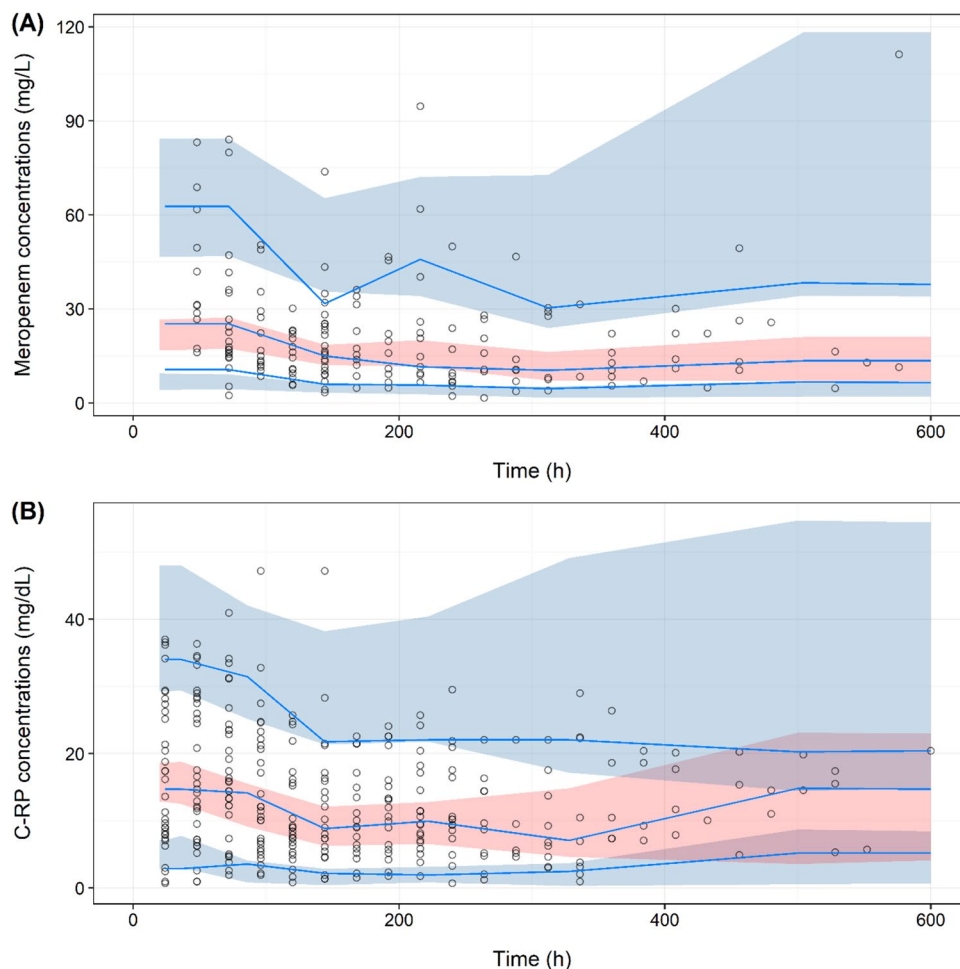 (A)
Meropenem concentrations (mg/L)
120
90
60
30
0
0 200 400 600
Time (h)
(B)
C-RP concentrations (mg/dL)
40
20
0
0 200 400 600
Time (h)